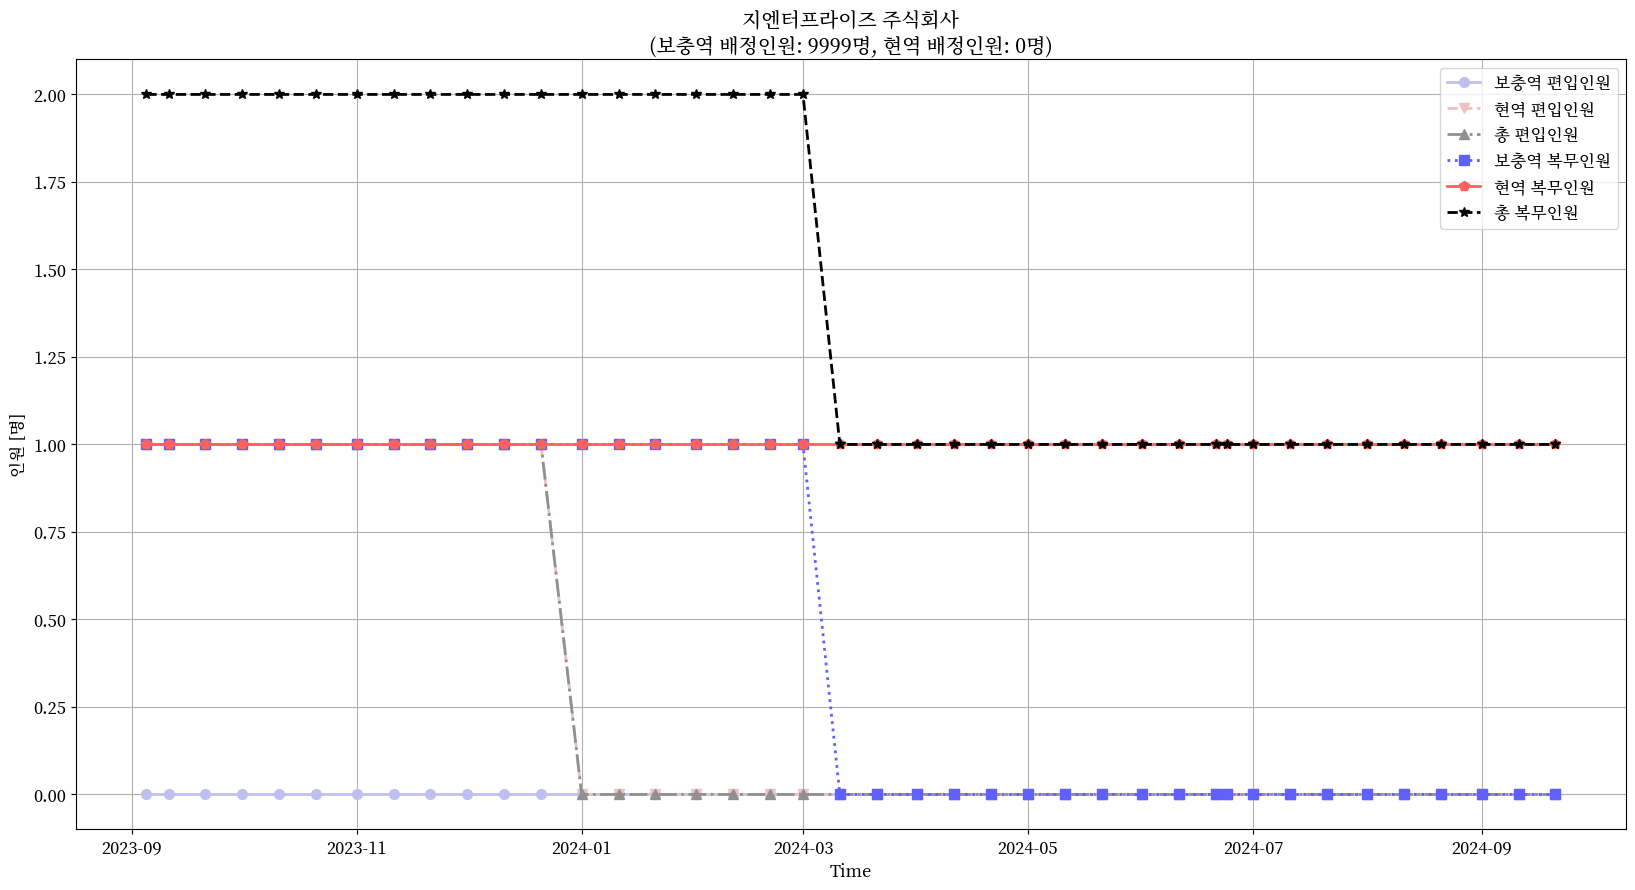 지엔터프라이즈 주식회사
(보충역 배정인원: 9999명, 현역 배정인원: 0명)
보충역 편입인원
현역 편입인원
총 편입인원
보충역 복무인원
현역 복무인원
총 복무인원
인원 [명]
2.00
1.75
1.50
1.25
1.00
0.75
0.50
0.25
0.00
2023-09
2023-11
2024-01
2024-03
2024-05
2024-07
2024-09
Time